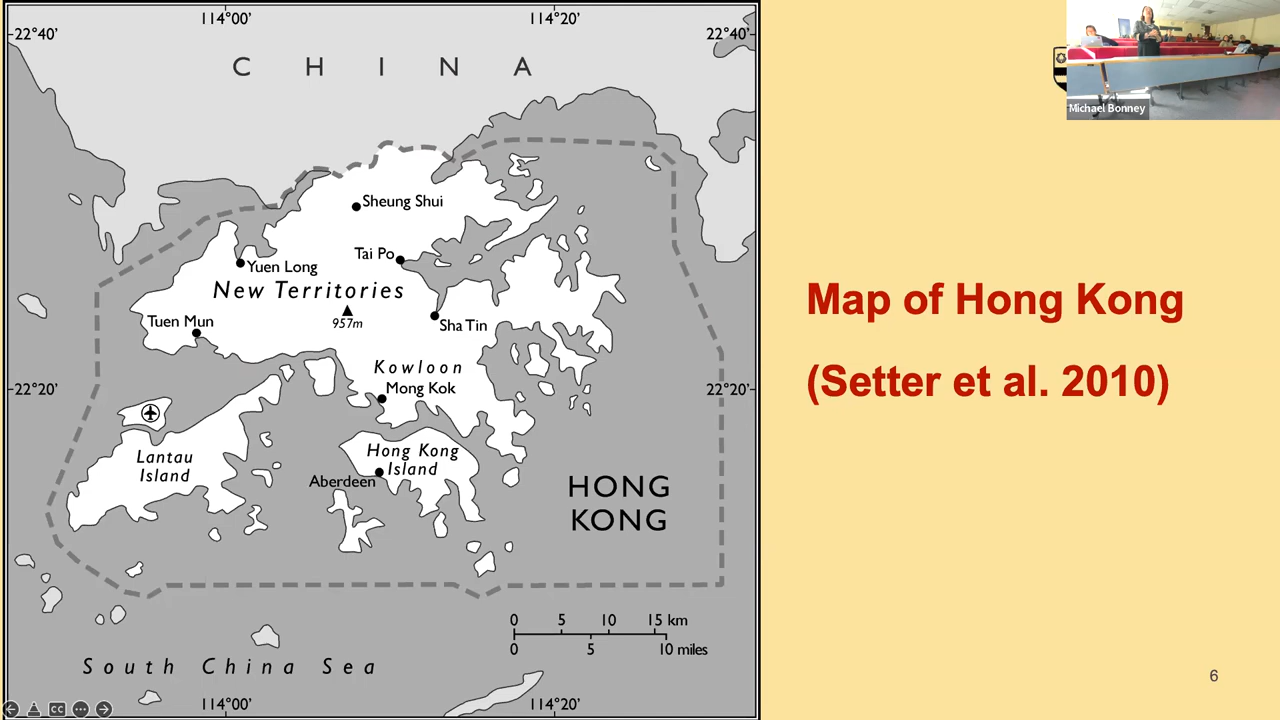 114°00'
114°20'
22°40'
22°40'
C H I N A
Michael Bonney
Sheung Shui
Tai Po
Yuen Long
New Territories
957m
Tuen Mun
Sha Tin
Map of Hong Kong
(Setter et al. 2010)
Kowloon
Mong Kok
22°20'
22°20'
Lantau
Island
Hong Kong
Island
Aberdeen
HONG
KONG
0 5 10 15 km
0 5 10 miles
South China Sea
6
114°00'
114°20'
CC